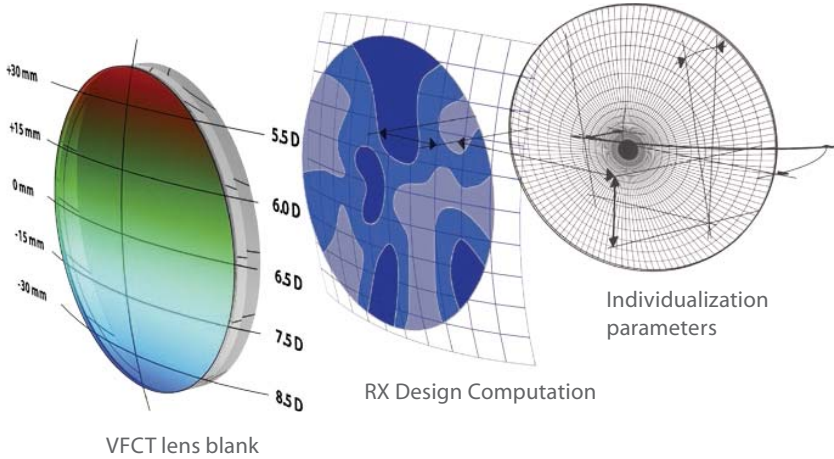 +30 mm
+15 mm
0 mm
-15 mm
-30 mm
5.5 D
6.0 D
6.5 D
7.5 D
8.5 D
VFCT lens blank
RX Design Computation
Individualization
parameters